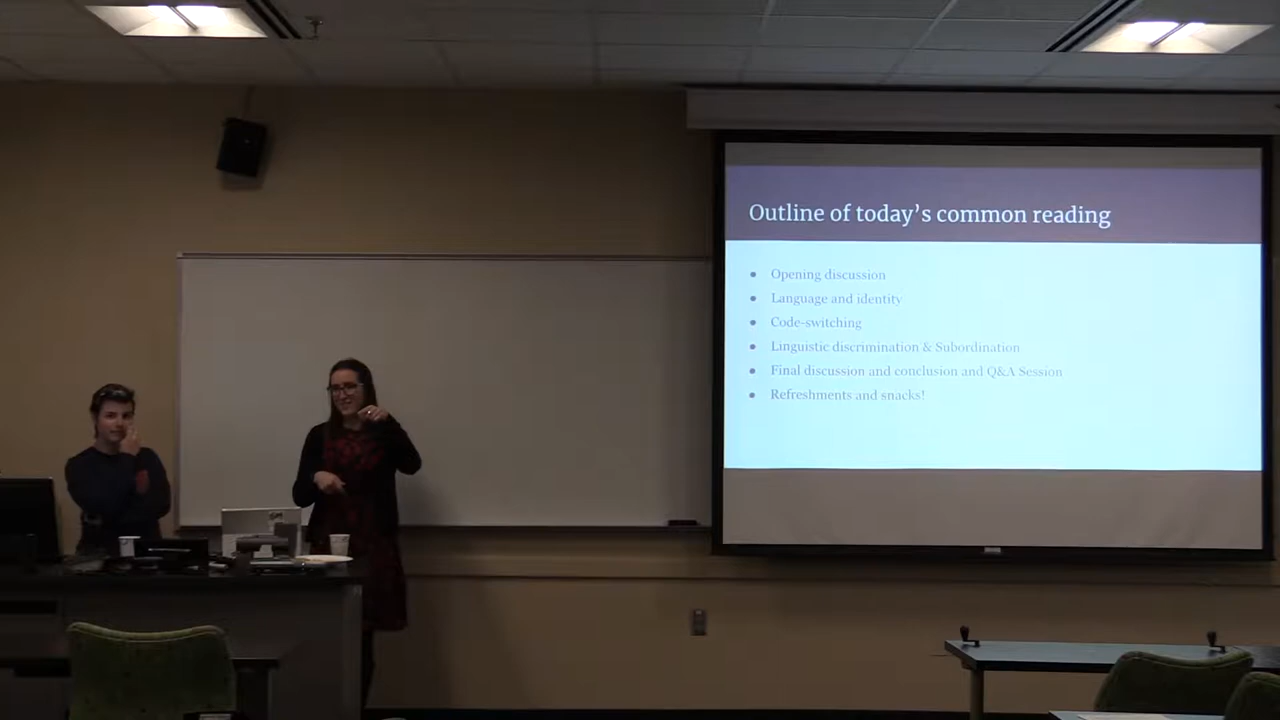 Outline of today's common reading
Opening discussion
Language and identity
Code-switching
Linguistic discrimination & Subordination
Final discussion and conclusion and Q&A Session
Refreshments and snacks!